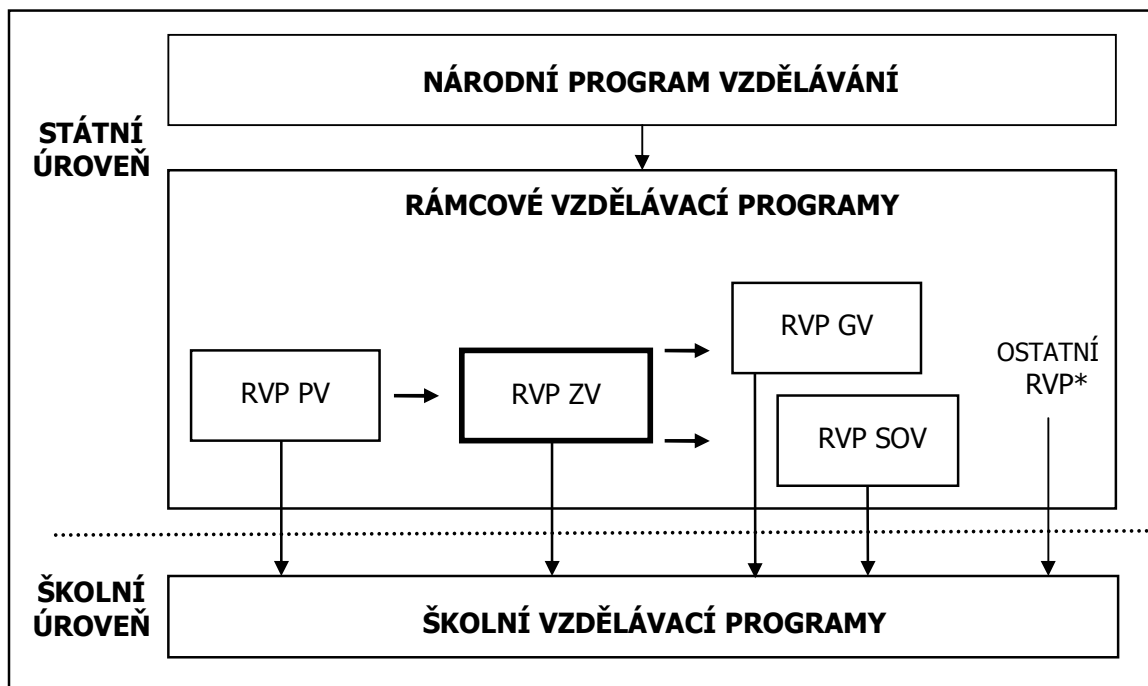 NÁRODNÍ PROGRAM VZDĚLÁVÁNÍ
STÁTNÍ
ÚROVEŇ
RÁMCOVÉ VZDĚLÁVACÍ PROGRAMY
RVP GV
OSTATNÍ
RVP*
RVP PV
RVP ZV
RVP SOV
ŠKOLNÍ
ÚROVEŇ
ŠKOLNÍ VZDĚLÁVACÍ PROGRAMY